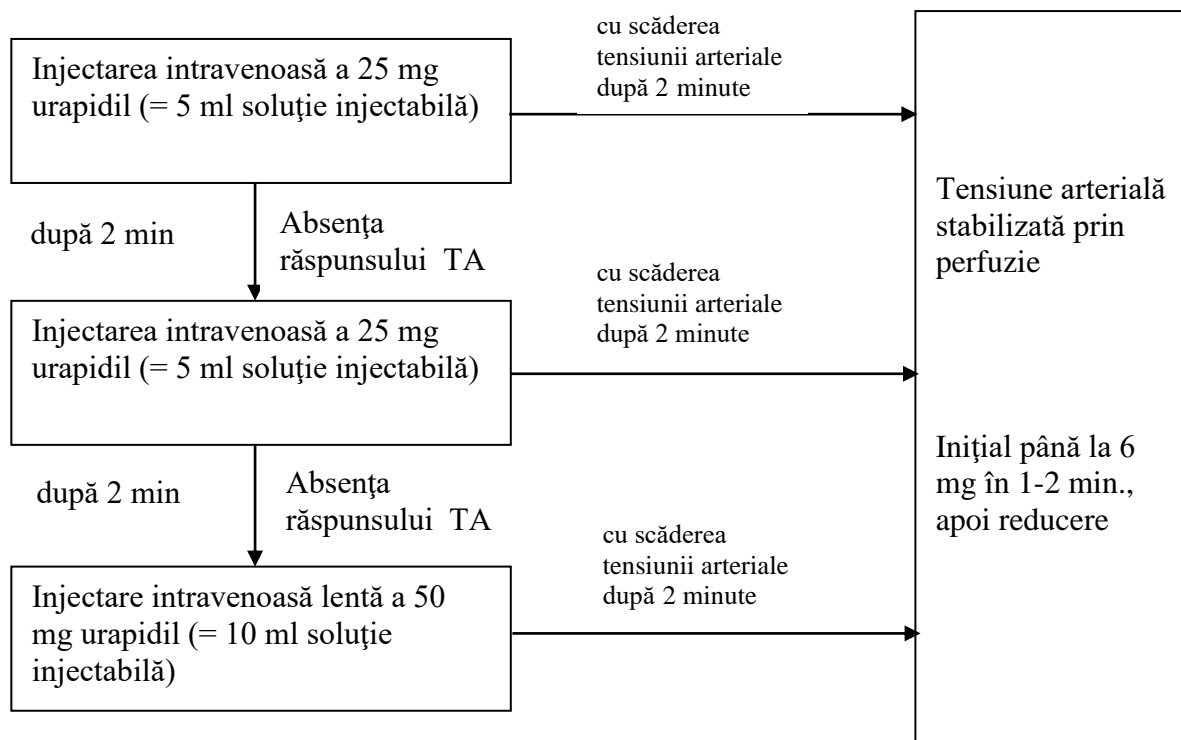 cu scăderea
tensiunii arteriale
după 2 minute
Injectarea intravenoasă a 25 mg
urapidil (= 5 ml soluţie injectabilă)
după 2 min
Absenţa
răspunsului TA
cu scăderea
tensiunii arteriale
după 2 minute
Injectarea intravenoasă a 25 mg
urapidil (= 5 ml soluţie injectabilă)
după 2 min
Absenţa
răspunsului TA
cu scăderea
tensiunii arteriale
după 2 minute
Injectare intravenoasă lentă a 50
mg urapidil (= 10 ml soluţie
injectabilă)
Tensiune arterială
stabilizată prin
perfuzie
Iniţial până la 6
mg în 1-2 min.,
apoi reducere